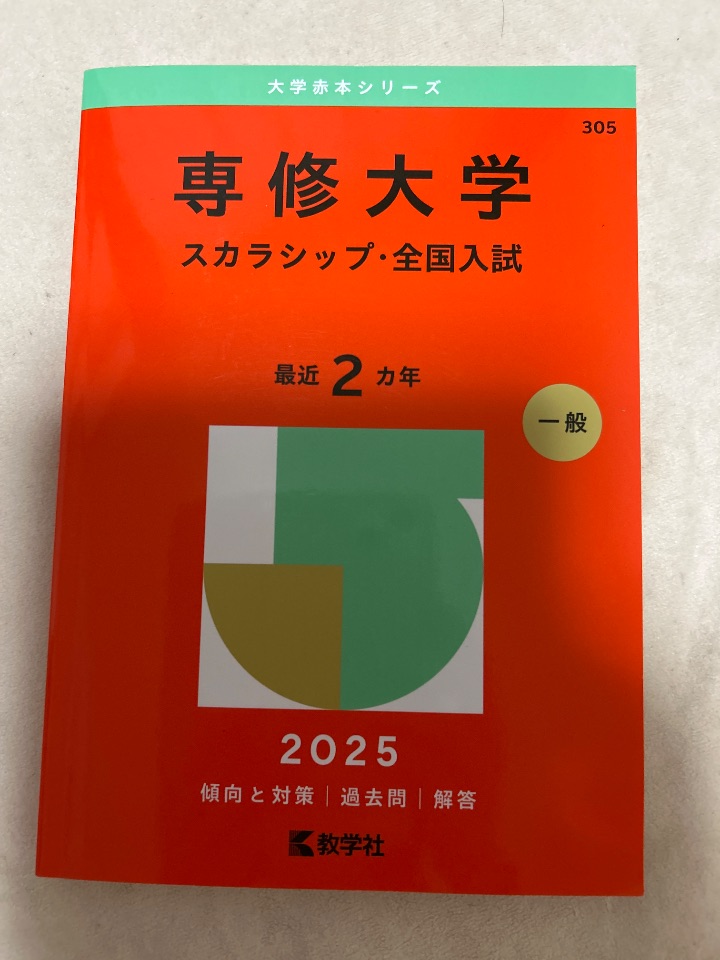 大学赤本シリーズ
305
専修大学
スカラシップ・全国入試
最近2カ年
一般
2025
傾向と対策｜過去問｜解答
教学社